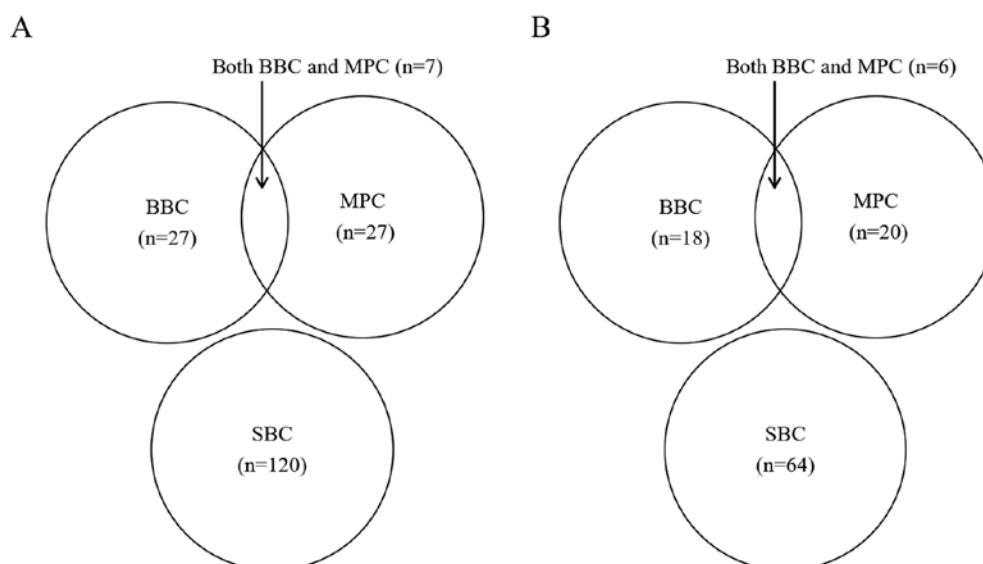 A
Both BBC and MPC (n=7)
BBC
(n=27)
MPC
(n=27)
SBC
(n=120)
B
Both BBC and MPC (n=6)
BBC
(n=18)
MPC
(n=20)
SBC
(n=64)